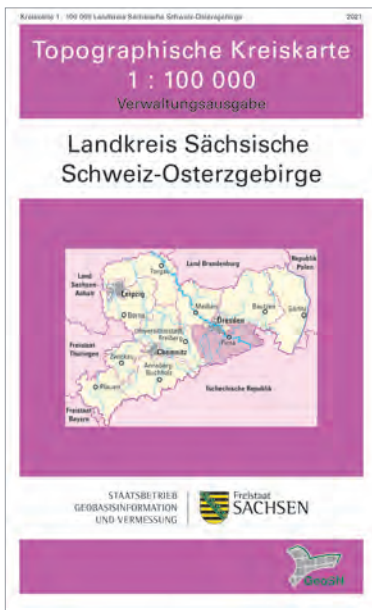 Kreiskarte 1 : 100 000 Landkreis Sächsische Schweiz-Osterzgebirge 2021
Topographische Kreiskarte
1 : 100 000
Verwaltungsausgabe
Landkreis Sächsische
Schweiz-Osterzgebirge
Republik
Polen
Land Brandenburg
Land
Sachsen-
Anhalt
Torgau
Leipzig
Meißen
Bautzen
Görlitz
Borna
Dresden
Universitätsstadt
Freiberg
Pirna
Freistaat
Thüringen
Chemnitz
Zwickau
Annaberg-
Buchholz
Plauen
Tschechische Republik
Freistaat
Bayern
STAATSBETRIEB
GEOBASISINFORMATION
UND VERMESSUNG
Freistaat
SACHSEN
GeoSN